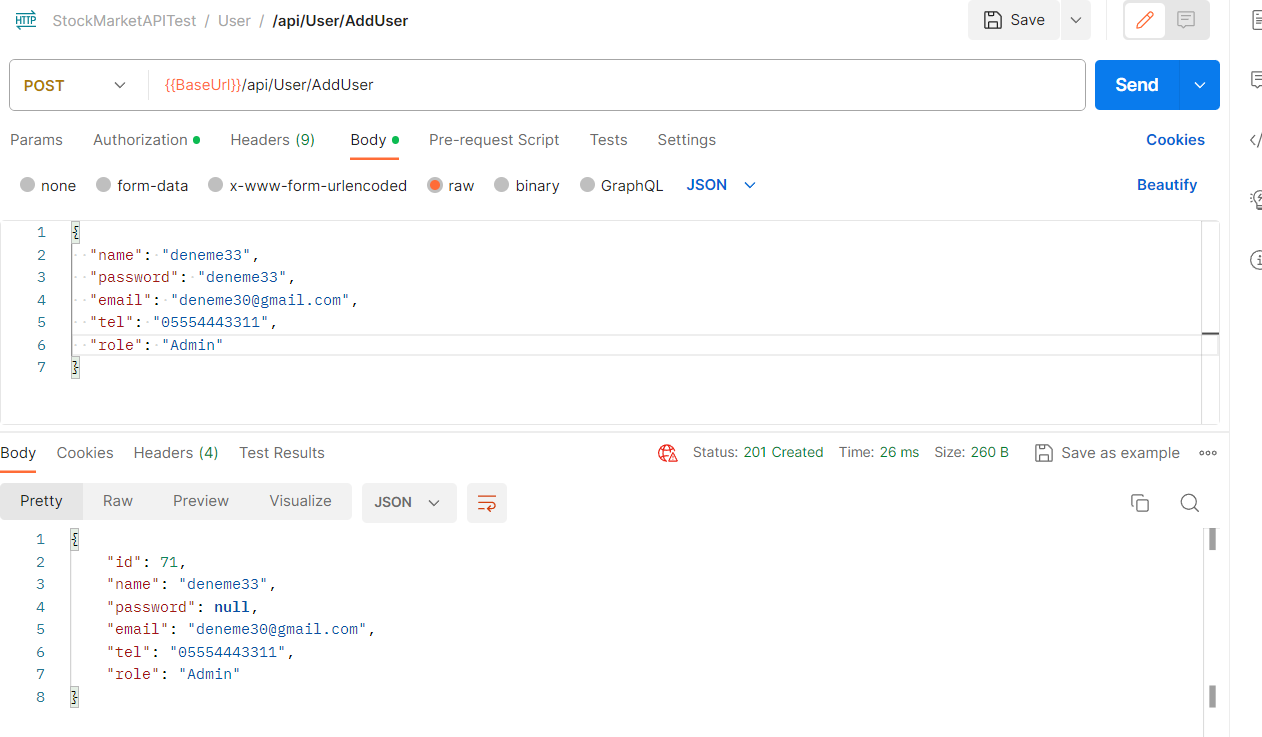 HTTP StockMarketAPITest / User / /api/User/AddUser Save
POST {{BaseUrl}}/api/User/AddUser Send
Params Authorization Headers (9) Body Pre-request Script Tests Settings Cookies
none form-data x-www-form-urlencoded raw binary GraphQL JSON Beautify
1 {
2 "name": "deneme33",
3 "password": "deneme33",
4 "email": "deneme30@gmail.com",
5 "tel": "05554443311",
6 "role": "Admin"
7 }
Body Cookies Headers (4) Test Results Status: 201 Created Time: 26 ms Size: 260 B Save as example
Pretty Raw Preview Visualize JSON
1 {
2 "id": 71,
3 "name": "deneme33",
4 "password": null,
5 "email": "deneme30@gmail.com",
6 "tel": "05554443311",
7 "role": "Admin"
8 }